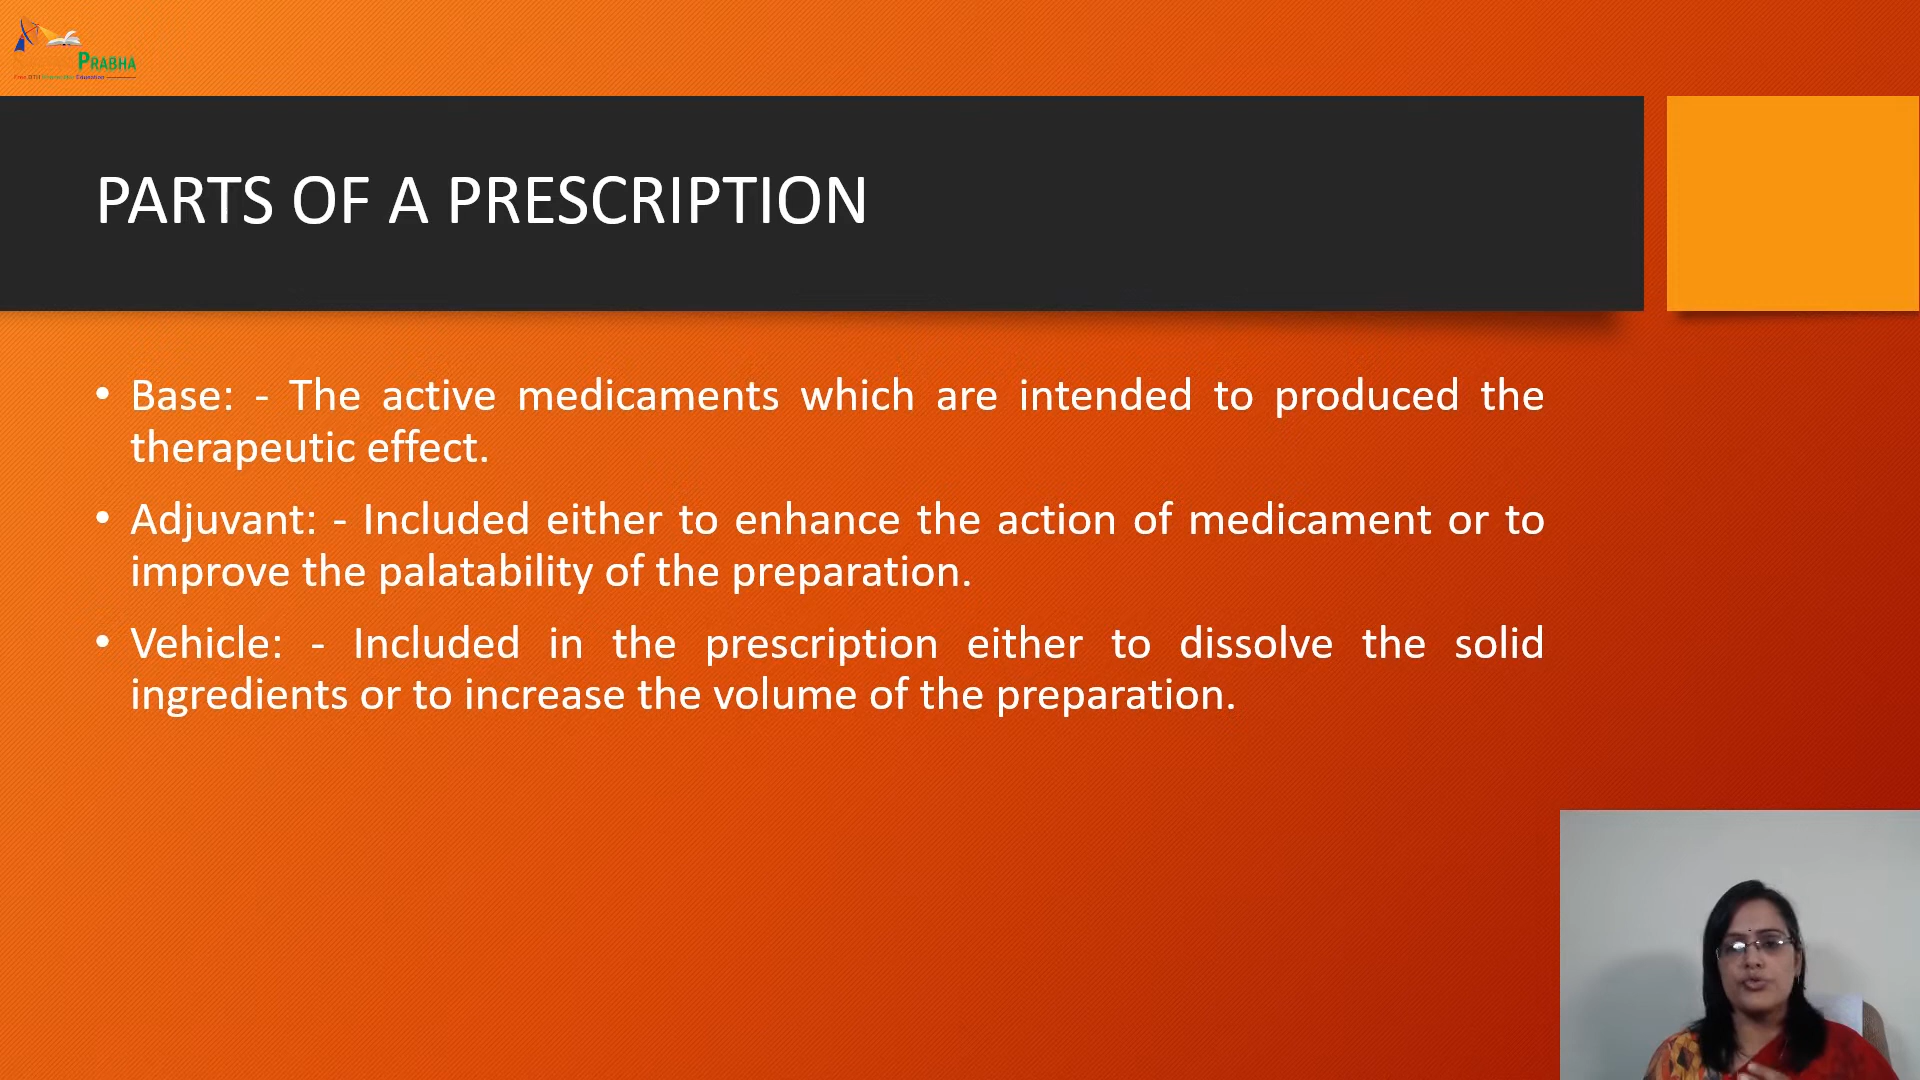 PRABHA
PARTS OF A PRESCRIPTION
• Base: - The active medicaments which are intended to produced the
therapeutic effect.
• Adjuvant: - Included either to enhance the action of medicament or to
improve the palatability of the preparation.
• Vehicle: - Included in the prescription either to dissolve the solid
ingredients or to increase the volume of the preparation.